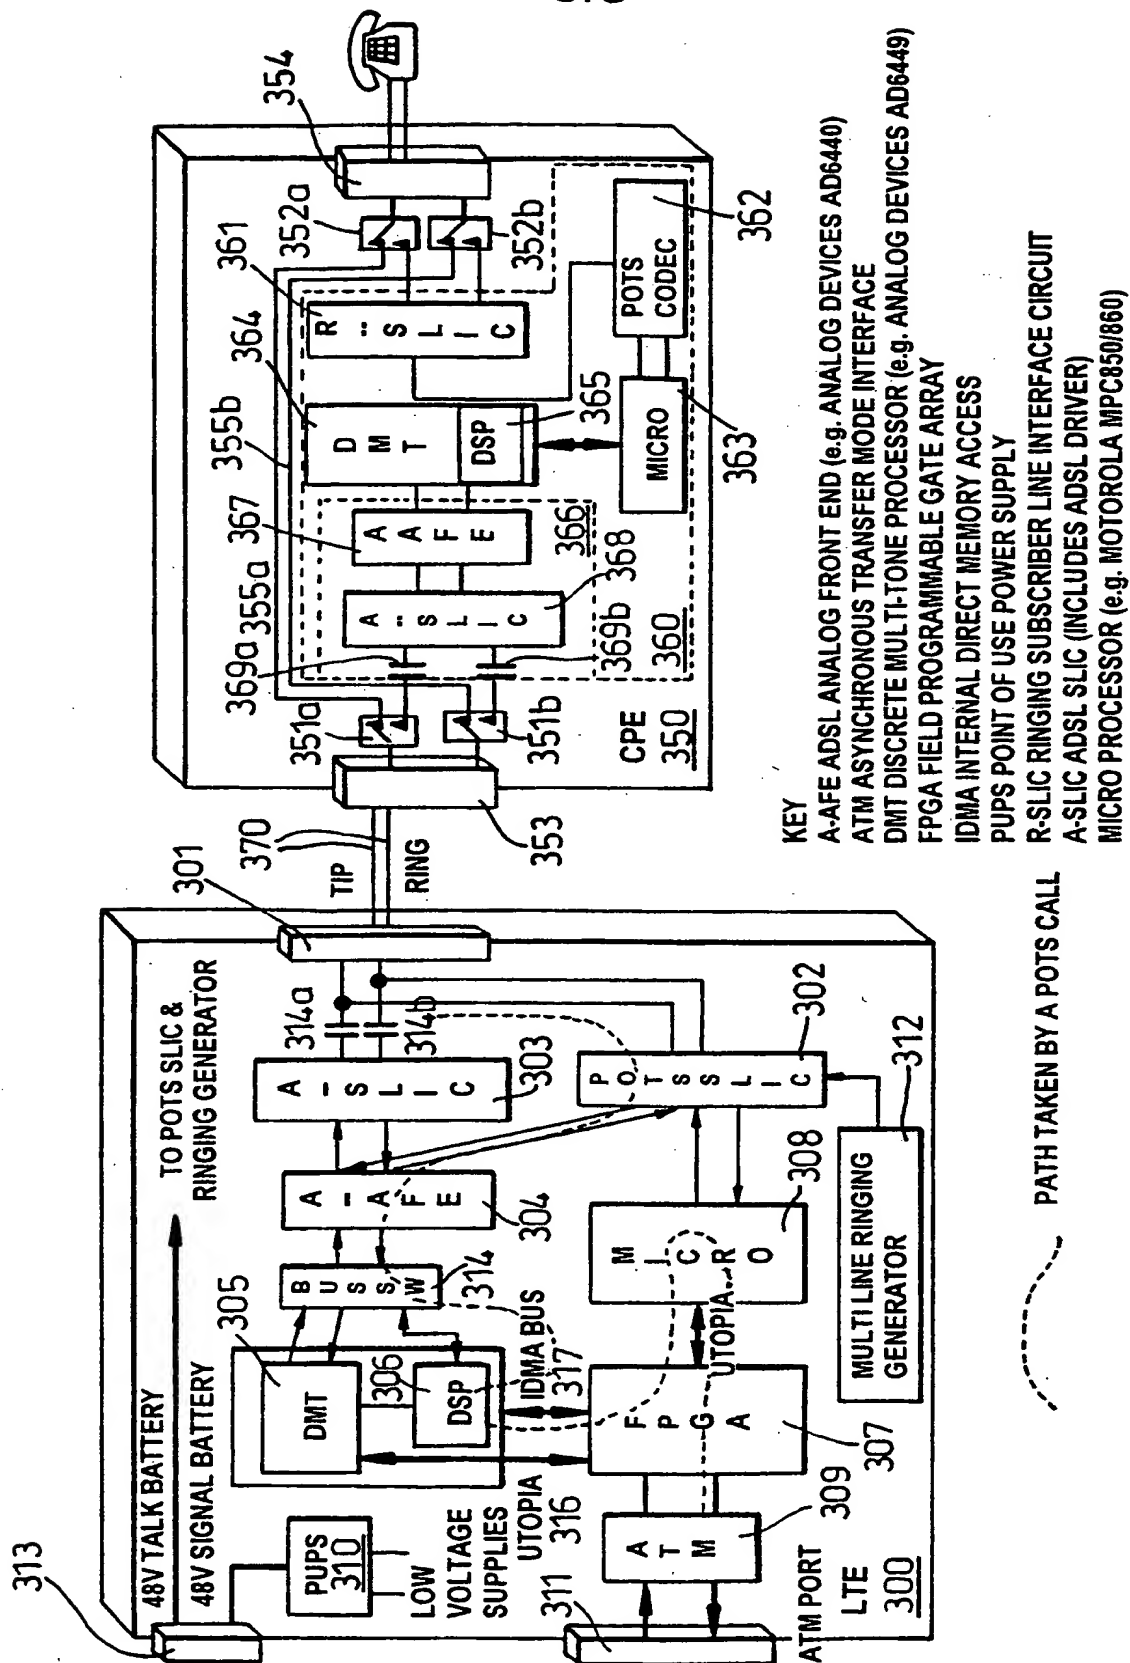 313
48V TALK BATTERY
48V SIGNAL BATTERY
TO POTS SLIC &
RINGING GENERATOR
PUPS
310
LOW
VOLTAGE
SUPPLIES
305
DMT
306
DSP
BUSSW
314
A-AFE
304
A-SLIC
303
314a
314b
301
TIP
RING
370
UTOPIA
316
IDMA BUS
317
311
ATM PORT
ATM
309
FPGA
307
UTOPIA
MICRO
308
POTSSLIC
302
MULTI LINE RINGING
GENERATOR
312
LTE
300
353
351a
351b
369a
369b
355a
355b
A-SLIC
368
A-AFE
367
366
364
DMT
DSP
365
R-SLIC
361
352a
352b
354
MICRO
363
POTS
CODEC
362
360
CPE
350
KEY
A-AFE ADSL ANALOG FRONT END (e.g. ANALOG DEVICES AD6440)
ATM ASYNCHRONOUS TRANSFER MODE INTERFACE
DMT DISCRETE MULTI-TONE PROCESSOR (e.g. ANALOG DEVICES AD6449)
FPGA FIELD PROGRAMMABLE GATE ARRAY
IDMA INTERNAL DIRECT MEMORY ACCESS
PUPS POINT OF USE POWER SUPPLY
R-SLIC RINGING SUBSCRIBER LINE INTERFACE CIRCUIT
A-SLIC ADSL SLIC (INCLUDES ADSL DRIVER)
MICRO PROCESSOR (e.g. MOTOROLA MPC850/860)
PATH TAKEN BY A POTS CALL